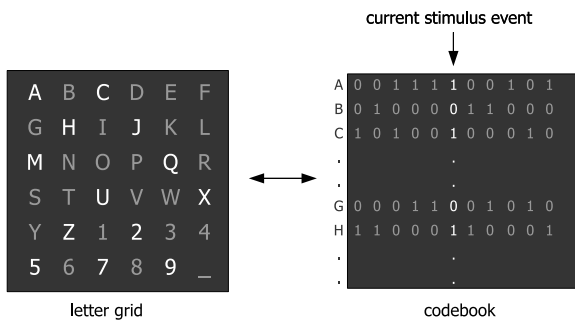 current stimulus event
A B C D E F
G H I J K L
M N O P Q R
S T U V W X
Y Z 1 2 3 4
5 6 7 8 9 _
letter grid
A 0 0 1 1 1 1 0 0 1 0 1
B 0 1 0 0 0 0 1 1 0 0 0
C 1 0 1 0 0 1 0 0 0 1 0
. .
. .
G 0 0 0 1 1 0 0 1 0 1 0
H 1 1 0 0 0 1 1 0 0 0 1
. .
. .
codebook